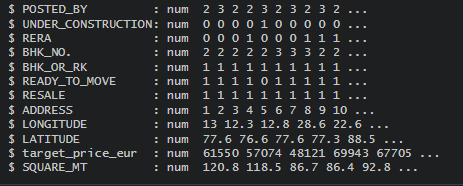 $ POSTED_BY : num 2 3 2 2 3 2 3 2 3 2 ...
$ UNDER_CONSTRUCTION: num 0 0 0 0 1 0 0 0 0 0 ...
$ RERA : num 0 0 0 1 0 0 0 1 1 1 ...
$ BHK_NO. : num 2 2 2 2 2 3 3 3 2 2 ...
$ BHK_OR_RK : num 1 1 1 1 1 1 1 1 1 1 ...
$ READY_TO_MOVE : num 1 1 1 1 0 1 1 1 1 1 ...
$ RESALE : num 1 1 1 1 1 1 1 1 1 1 ...
$ ADDRESS : num 1 2 3 4 5 6 7 8 9 10 ...
$ LONGITUDE : num 13 12.3 12.8 28.6 22.6 ...
$ LATITUDE : num 77.6 76.6 77.6 77.3 88.5 ...
$ target_price_eur : num 61550 57074 48121 69943 67705 ...
$ SQUARE_MT : num 120.8 118.5 86.7 86.4 92.8 ...